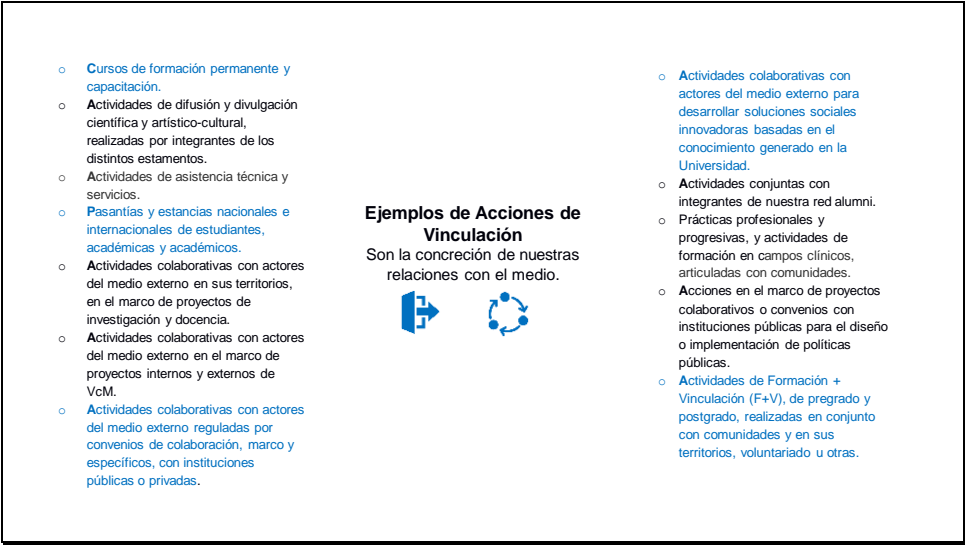 o Cursos de formación permanente y
capacitación.
o Actividades de difusión y divulgación
científica y artístico-cultural,
realizadas por integrantes de los
distintos estamentos.
o Actividades de asistencia técnica y
servicios.
o Pasantías y estancias nacionales e
internacionales de estudiantes,
académicas y académicos.
o Actividades colaborativas con actores
del medio externo en sus territorios,
en el marco de proyectos de
investigación y docencia.
o Actividades colaborativas con actores
del medio externo en el marco de
proyectos internos y externos de
VcM.
o Actividades colaborativas con actores
del medio externo reguladas por
convenios de colaboración, marco y
específicos, con instituciones
públicas o privadas.
Ejemplos de Acciones de
Vinculación
Son la concreción de nuestras
relaciones con el medio.
o Actividades colaborativas con
actores del medio externo para
desarrollar soluciones sociales
innovadoras basadas en el
conocimiento generado en la
Universidad.
o Actividades conjuntas con
integrantes de nuestra red alumni.
o Prácticas profesionales y
progresivas, y actividades de
formación en campos clínicos,
articuladas con comunidades.
o Acciones en el marco de proyectos
colaborativos o convenios con
instituciones públicas para el diseño
o implementación de políticas
públicas.
o Actividades de Formación +
Vinculación (F+V), de pregrado y
postgrado, realizadas en conjunto
con comunidades y en sus
territorios, voluntariado u otras.